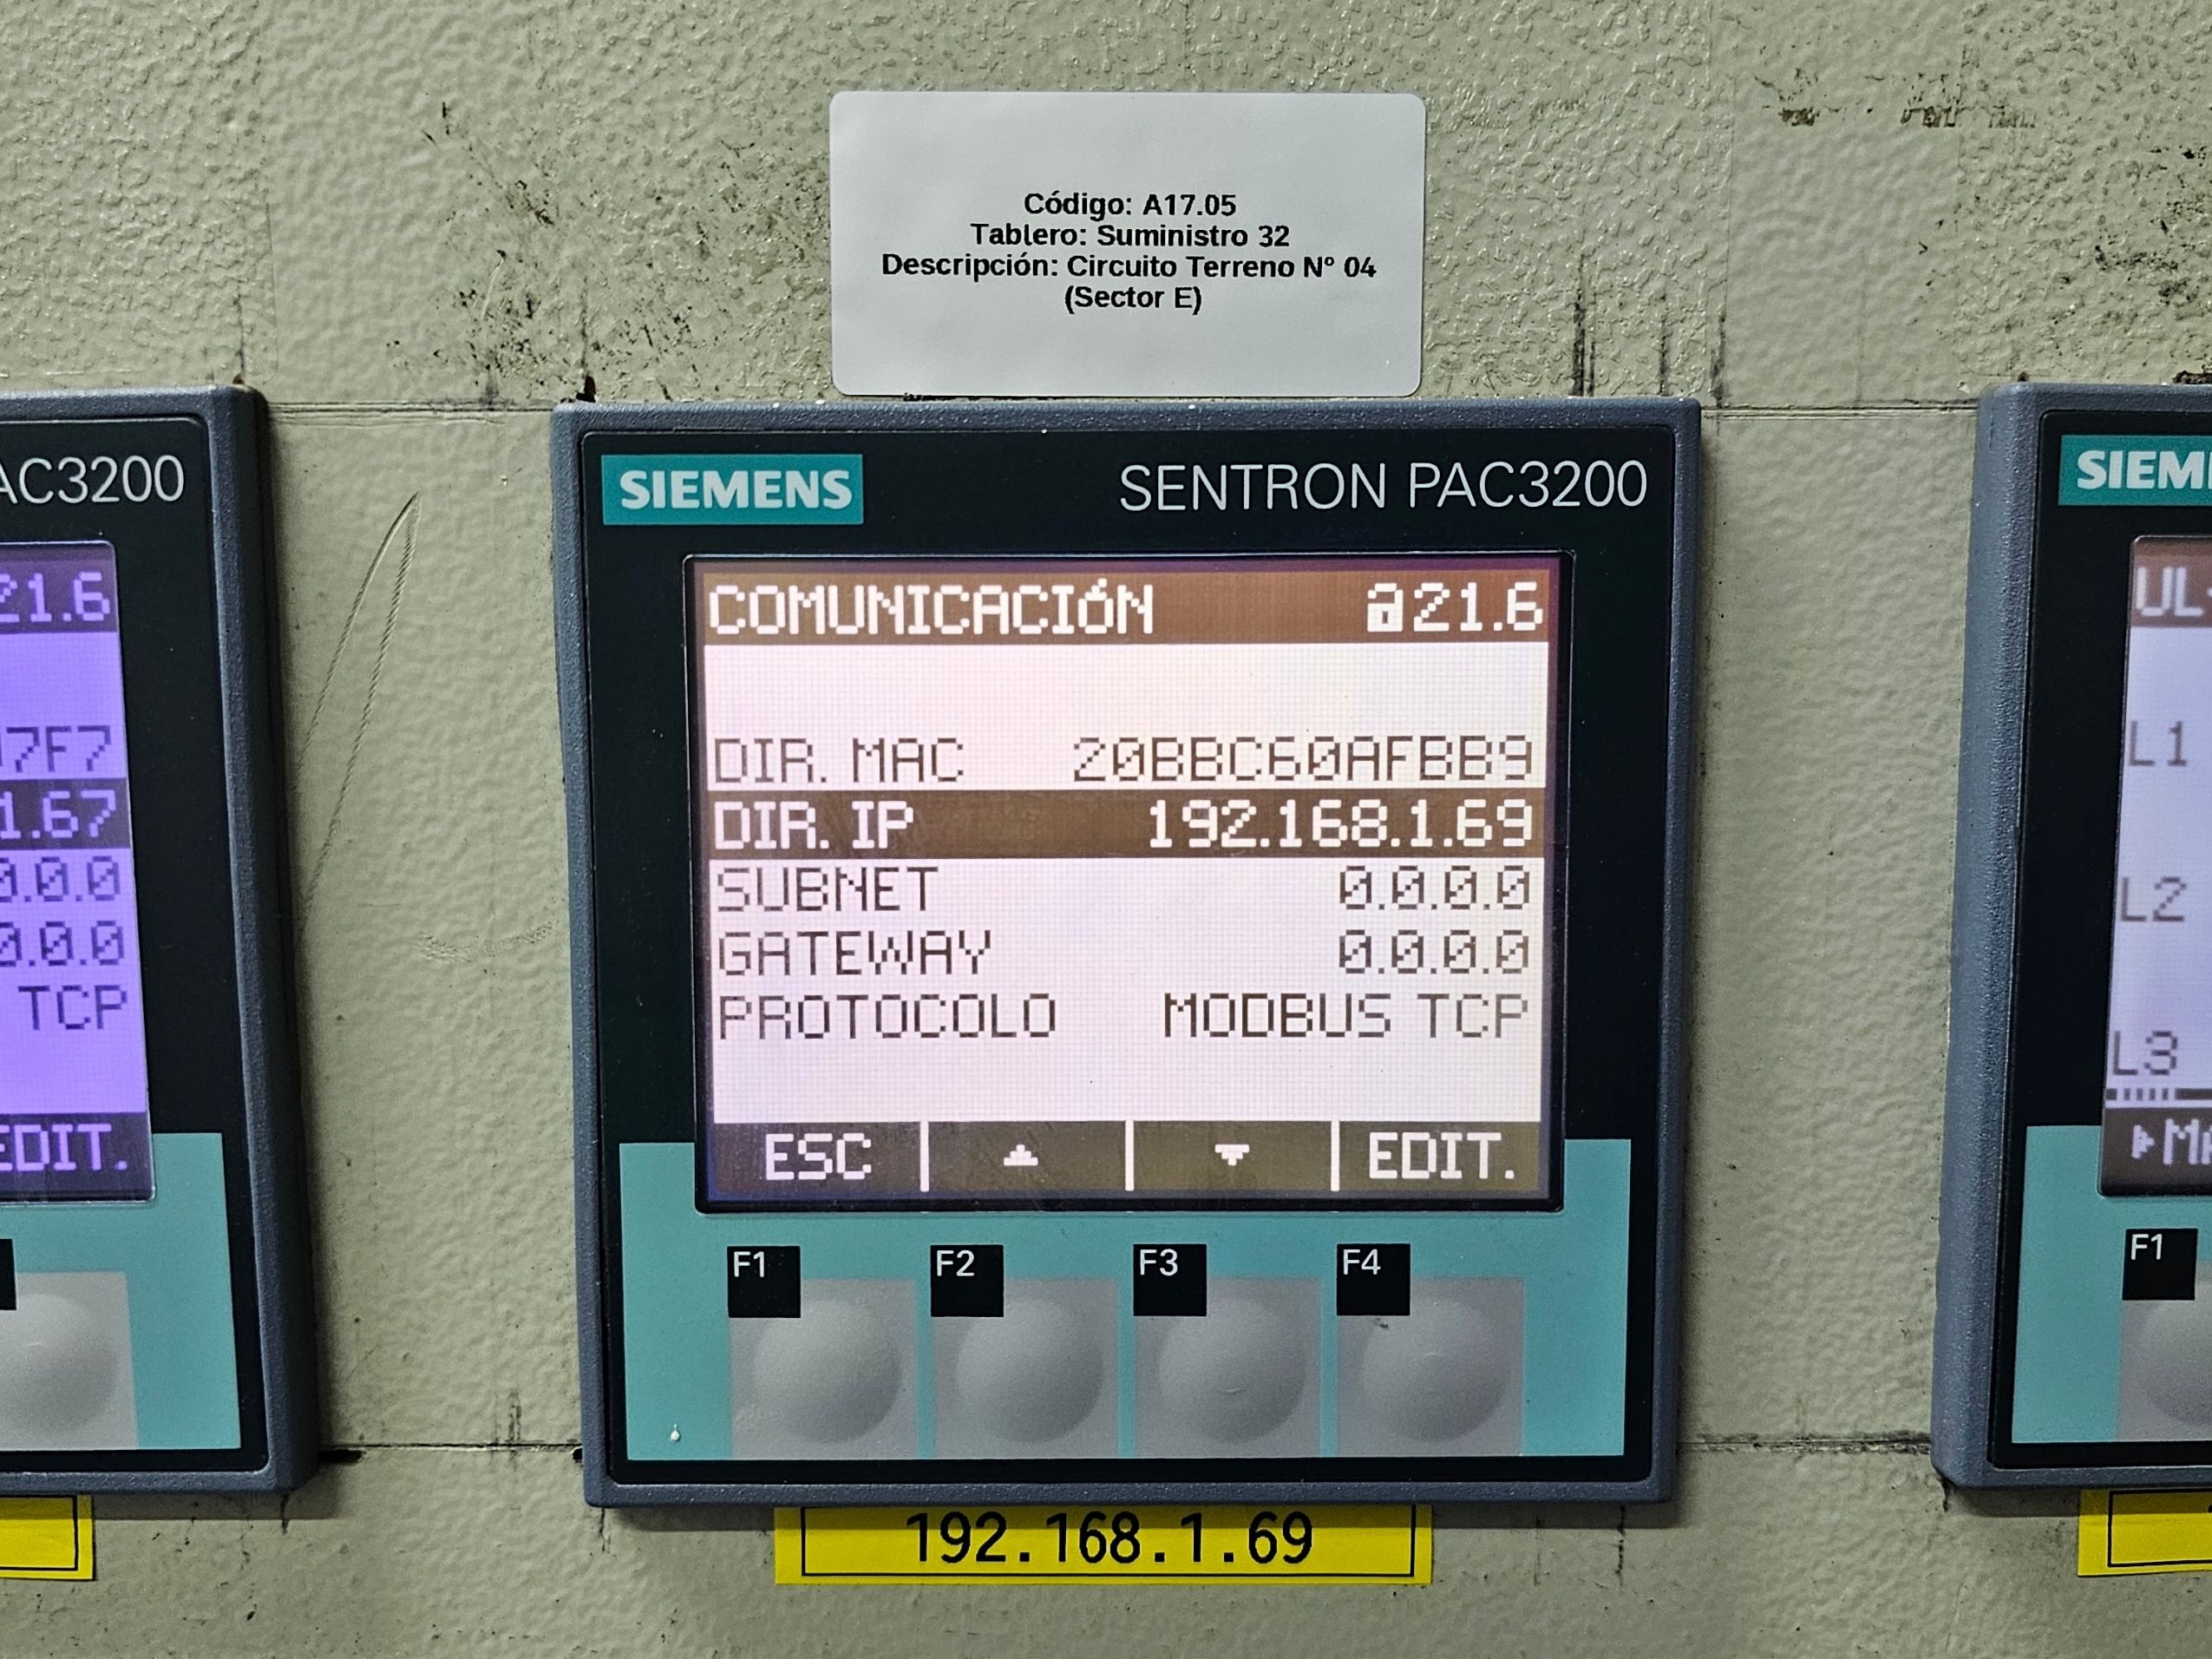 Código: A17.05
Tablero: Suministro 32
Descripción: Circuito Terreno Nº 04
(Sector E)
AC3200
21.6
7F7
1.67
0.0.0
0.0.0
TCP
EDIT.
SIEMENS
SENTRON PAC3200
COMUNICACIÓN 21.6
DIR. MAC 20BBC60AFBB9
DIR. IP 192.168.1.69
SUBNET 0.0.0.0
GATEWAY 0.0.0.0
PROTOCOLO MODBUS TCP
ESC EDIT.
F1 F2 F3 F4
192.168.1.69
SIEM
UL
L1
L2
L3
F1